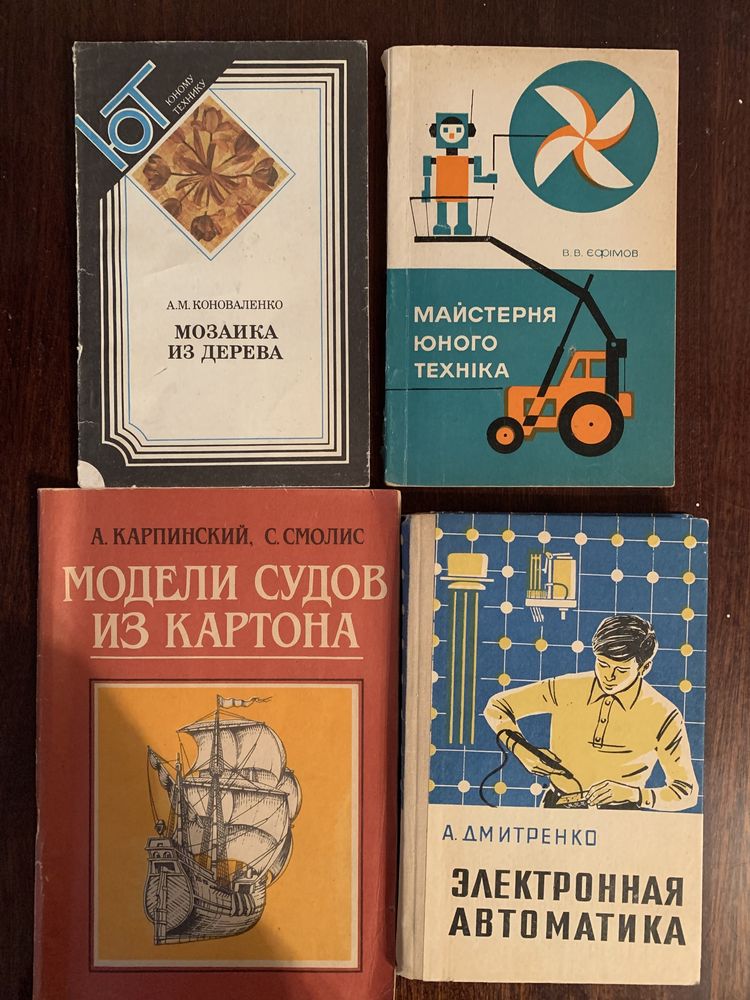 ЮТ
ЮНОМУ
ТЕХНИКУ
А.М. КОНОВАЛЕНКО
МОЗАИКА
ИЗ ДЕРЕВА
В. В. ЄФІМОВ
МАЙСТЕРНЯ
ЮНОГО
ТЕХНІКА
А. КАРПИНСКИЙ, С. СМОЛИС
МОДЕЛИ СУДОВ
ИЗ КАРТОНА
А. ДМИТРЕНКО
ЭЛЕКТРОННАЯ
АВТОМАТИКА